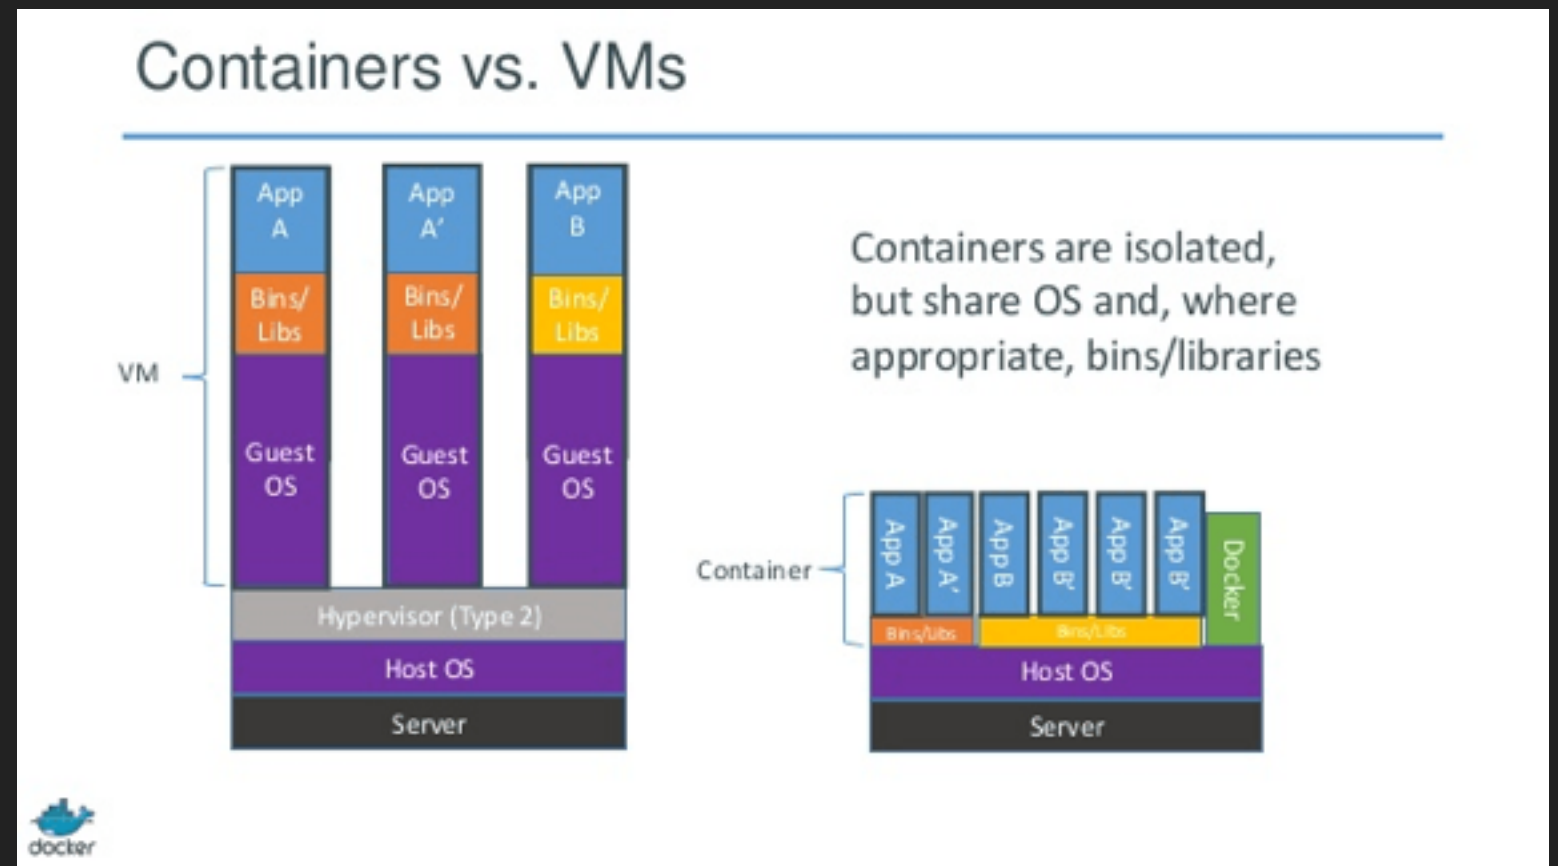 Containers vs. VMs
App
A
App
A’
App
B
Bins/
Libs
Bins/
Libs
Bins/
Libs
VM
Guest
OS
Guest
OS
Guest
OS
Hypervisor (Type 2)
Host OS
Server
Containers are isolated,
but share OS and, where
appropriate, bins/libraries
Container
App A
App A’
App B
App B’
App B’
App B’
Docker
Bins/Libs
Bins/Libs
Host OS
Server
docker